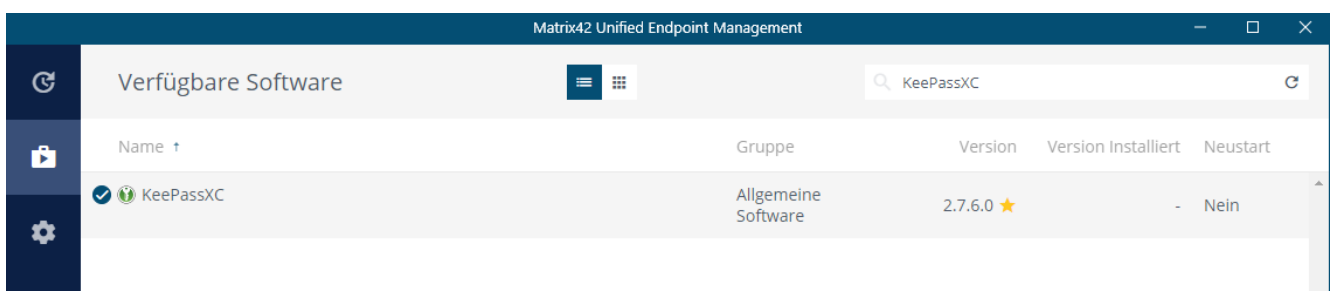 Matrix42 Unified Endpoint Management
Verfügbare Software
KeePassXC
Name ↑ Gruppe Version Version Installiert Neustart
KeePassXC Allgemeine Software 2.7.6.0 - Nein